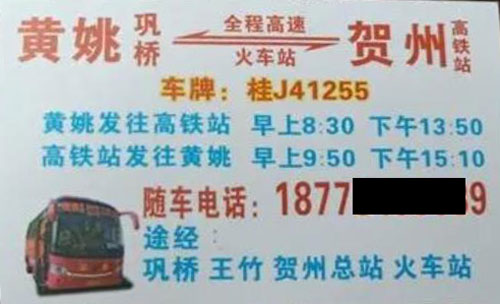 黄姚 巩桥 全程高速 火车站 贺州 高铁站
车牌：桂J41255
黄姚发往高铁站 早上8:30 下午13:50
高铁站发往黄姚 早上9:50 下午15:10
随车电话：1877 39
途经：
巩桥 王竹 贺州总站 火车站